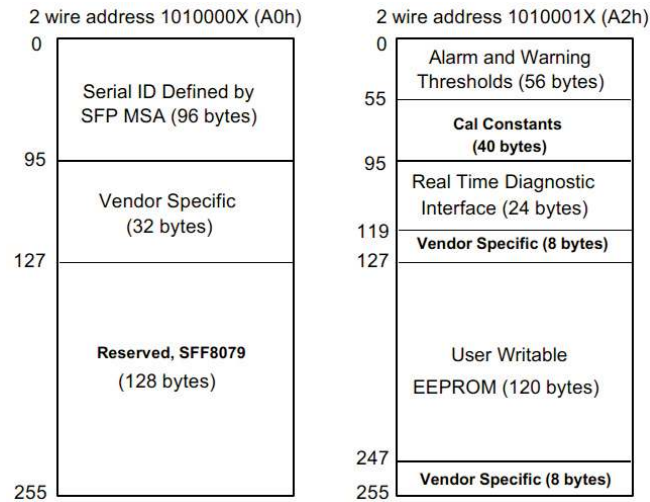 2 wire address 1010000X (A0h)
0
Serial ID Defined by
SFP MSA (96 bytes)
95
Vendor Specific
(32 bytes)
127
Reserved, SFF8079
(128 bytes)
255
2 wire address 1010001X (A2h)
0
Alarm and Warning
Thresholds (56 bytes)
55
Cal Constants
(40 bytes)
95
Real Time Diagnostic
Interface (24 bytes)
119
Vendor Specific (8 bytes)
127
User Writable
EEPROM (120 bytes)
247
Vendor Specific (8 bytes)
255